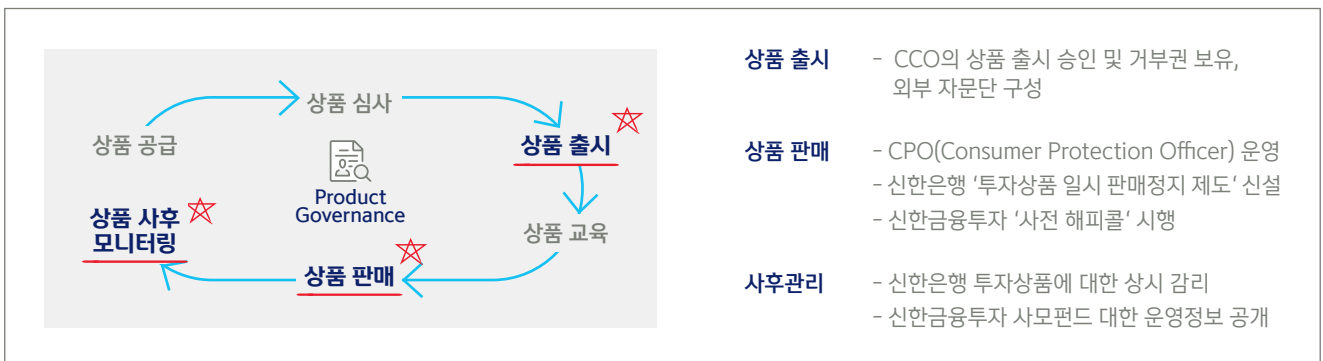 상품 공급
상품 심사
상품 출시
상품 교육
상품 판매
상품 사후
모니터링
Product
Governance
상품 출시
- CCO의 상품 출시 승인 및 거부권 보유,
외부 자문단 구성
상품 판매
- CPO(Consumer Protection Officer) 운영
- 신한은행 ‘투자상품 일시 판매정지 제도‘ 신설
- 신한금융투자 ‘사전 해피콜‘ 시행
사후관리
- 신한은행 투자상품에 대한 상시 감리
- 신한금융투자 사모펀드 대한 운영정보 공개